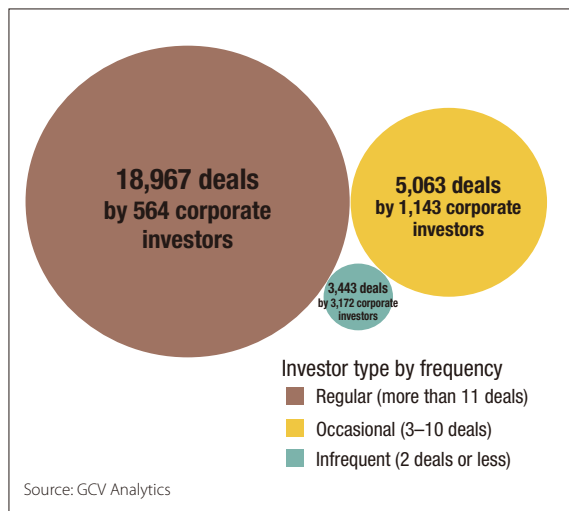 18,967 deals
by 564 corporate
investors
5,063 deals
by 1,143 corporate
investors
3,443 deals
by 3,172 corporate
investors
Investor type by frequency
Regular (more than 11 deals)
Occasional (3–10 deals)
Infrequent (2 deals or less)
Source: GCV Analytics